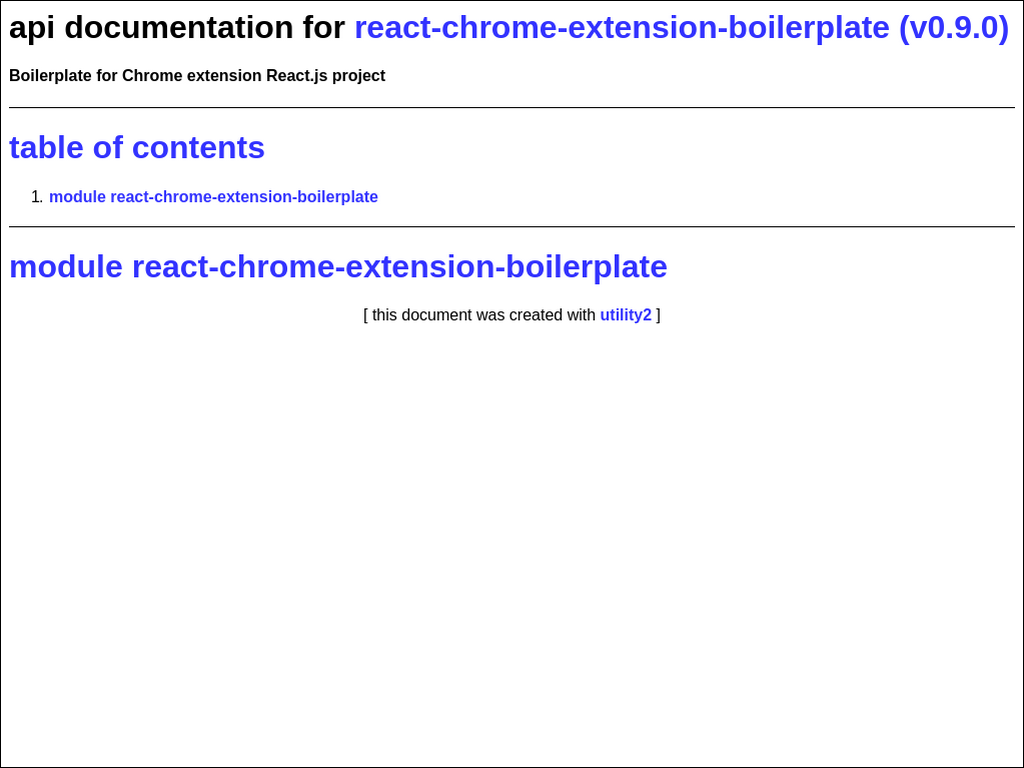 api documentation for react-chrome-extension-boilerplate (v0.9.0)
Boilerplate for Chrome extension React.js project
table of contents
1. module react-chrome-extension-boilerplate
module react-chrome-extension-boilerplate
[ this document was created with utility2 ]